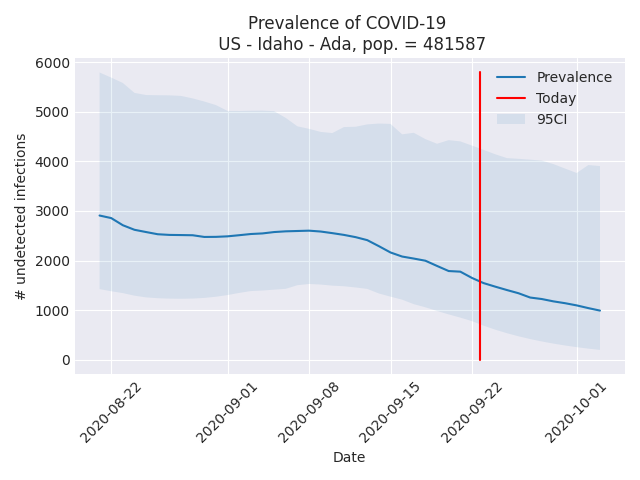 Prevalence of COVID-19
US - Idaho - Ada, pop. = 481587
6000
5000
4000
3000
2000
1000
0
# undetected infections
Prevalence
Today
95CI
2020-08-22
2020-09-01
2020-09-08
2020-09-15
2020-09-22
2020-10-01
Date